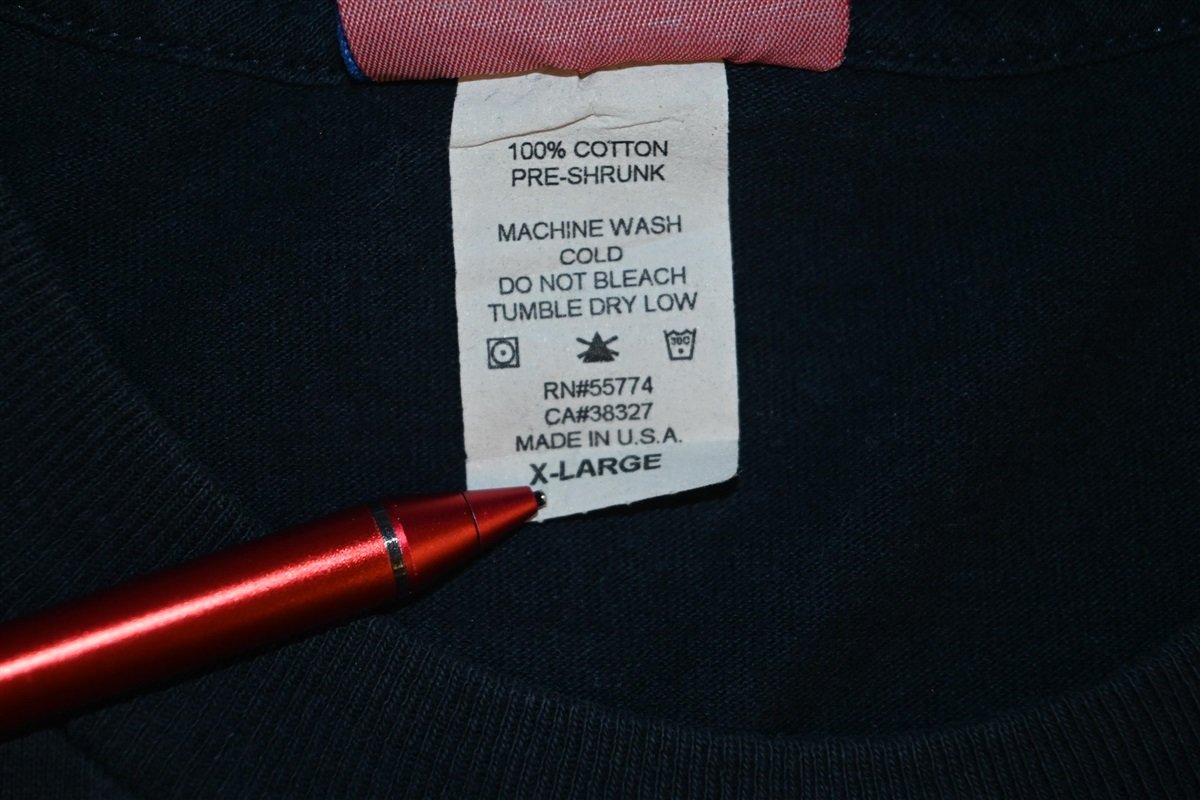 100% COTTON
PRE-SHRUNK
MACHINE WASH
COLD
DO NOT BLEACH
TUMBLE DRY LOW
30C
RN#55774
CA#38327
MADE IN U.S.A.
X-LARGE